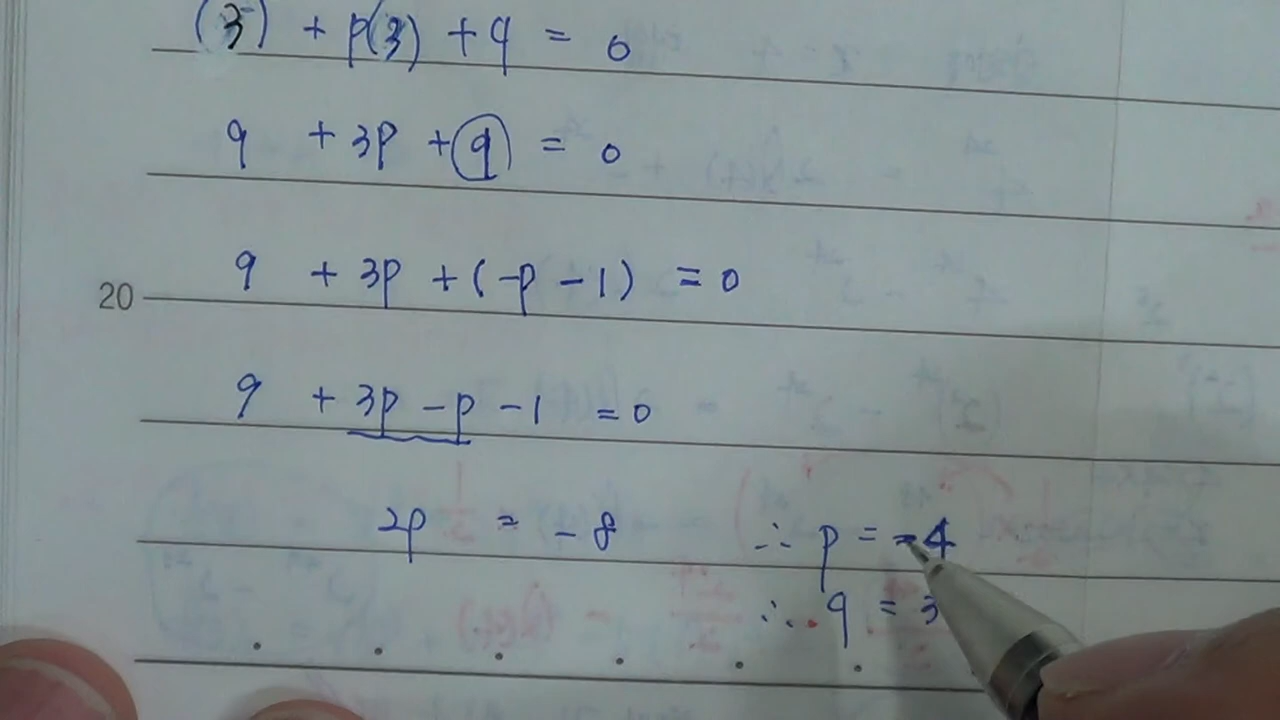 (3) + p(3) + q = 0
9 + 3p + q = 0
9 + 3p + (-p - 1) = 0
20
9 + 3p - p - 1 = 0
2p = -8 ∴ p = -4
∴ q = 3